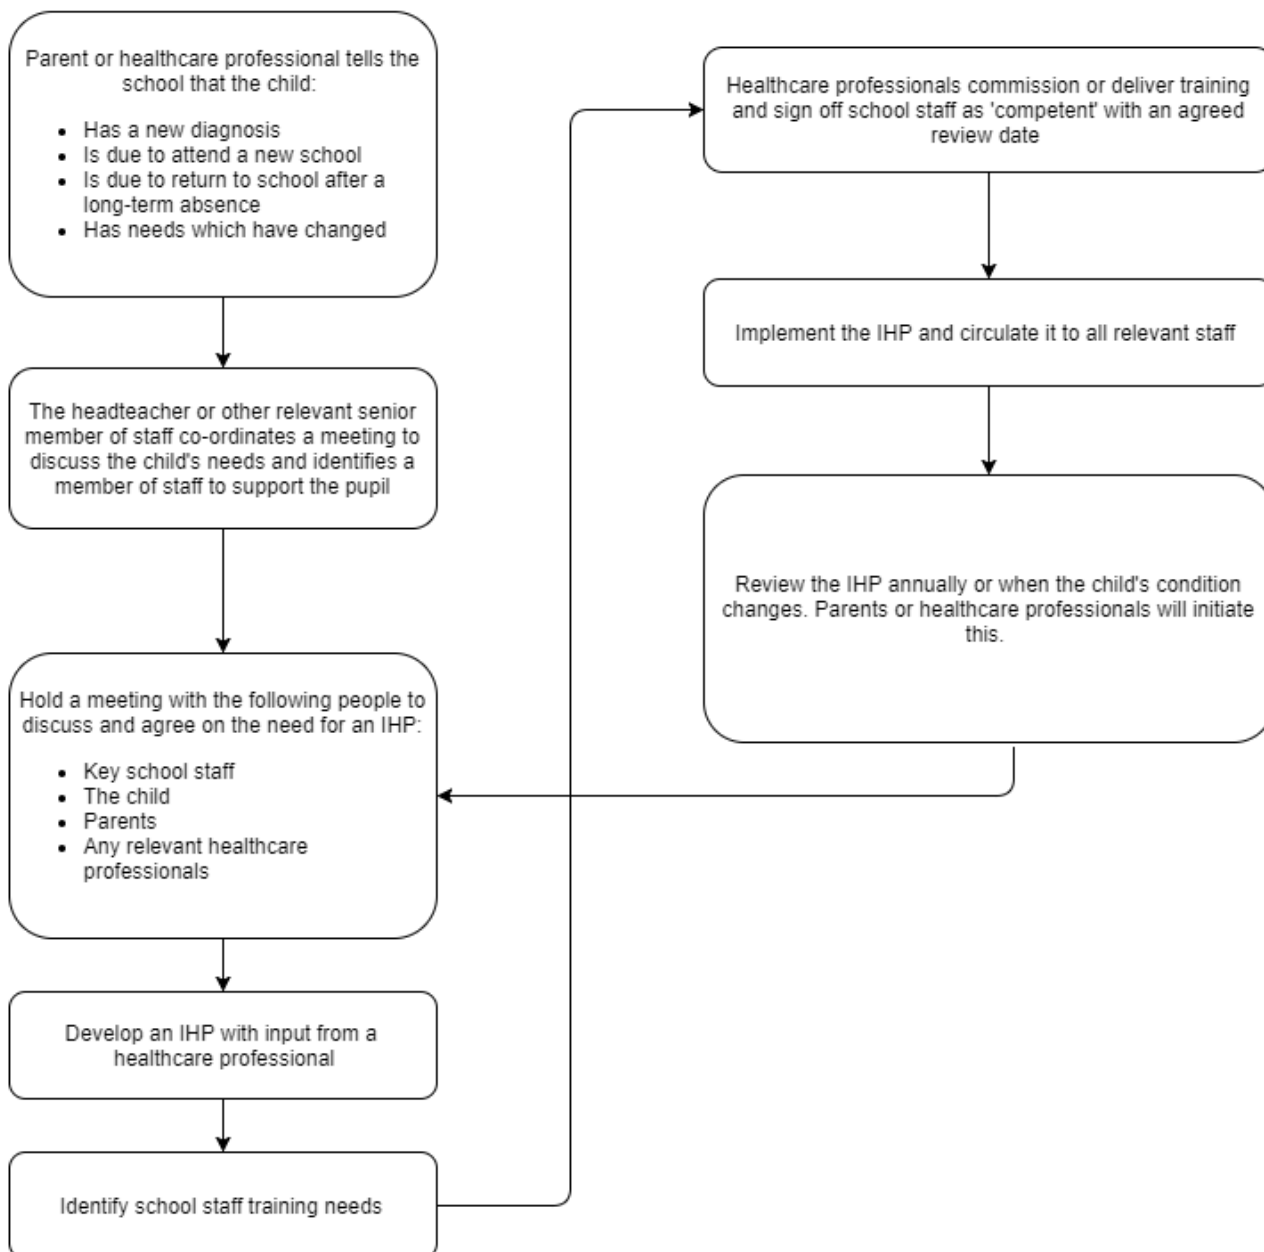 Parent or healthcare professional tells the
school that the child:
• Has a new diagnosis
• Is due to attend a new school
• Is due to return to school after a
long-term absence
• Has needs which have changed
The headteacher or other relevant senior
member of staff co-ordinates a meeting to
discuss the child's needs and identifies a
member of staff to support the pupil
Hold a meeting with the following people to
discuss and agree on the need for an IHP:
• Key school staff
• The child
• Parents
• Any relevant healthcare
professionals
Develop an IHP with input from a
healthcare professional
Identify school staff training needs
Healthcare professionals commission or deliver training
and sign off school staff as 'competent' with an agreed
review date
Implement the IHP and circulate it to all relevant staff
Review the IHP annually or when the child's condition
changes. Parents or healthcare professionals will initiate
this.